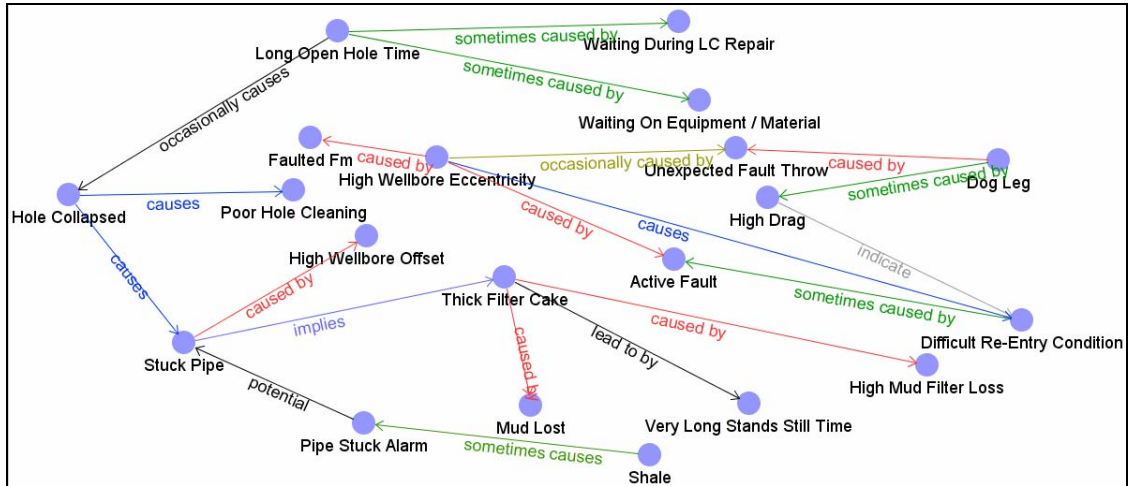 sometimes caused by
Waiting During LC Repair
Long Open Hole Time
sometimes caused by
occasionally causes
Waiting On Equipment / Material
Faulted Fm
caused by
occasionally caused by
Unexpected Fault Throw
caused by
High Wellbore Eccentricity
sometimes caused by
Dog Leg
Hole Collapsed
causes
Poor Hole Cleaning
caused by
causes
High Drag
High Wellbore Offset
indicate
causes
caused by
Thick Filter Cake
Active Fault
sometimes caused by
implies
caused by
Difficult Re-Entry Condition
Stuck Pipe
lead to by
High Mud Filter Loss
potential
caused by
Mud Lost
Very Long Stands Still Time
Pipe Stuck Alarm
sometimes causes
Shale